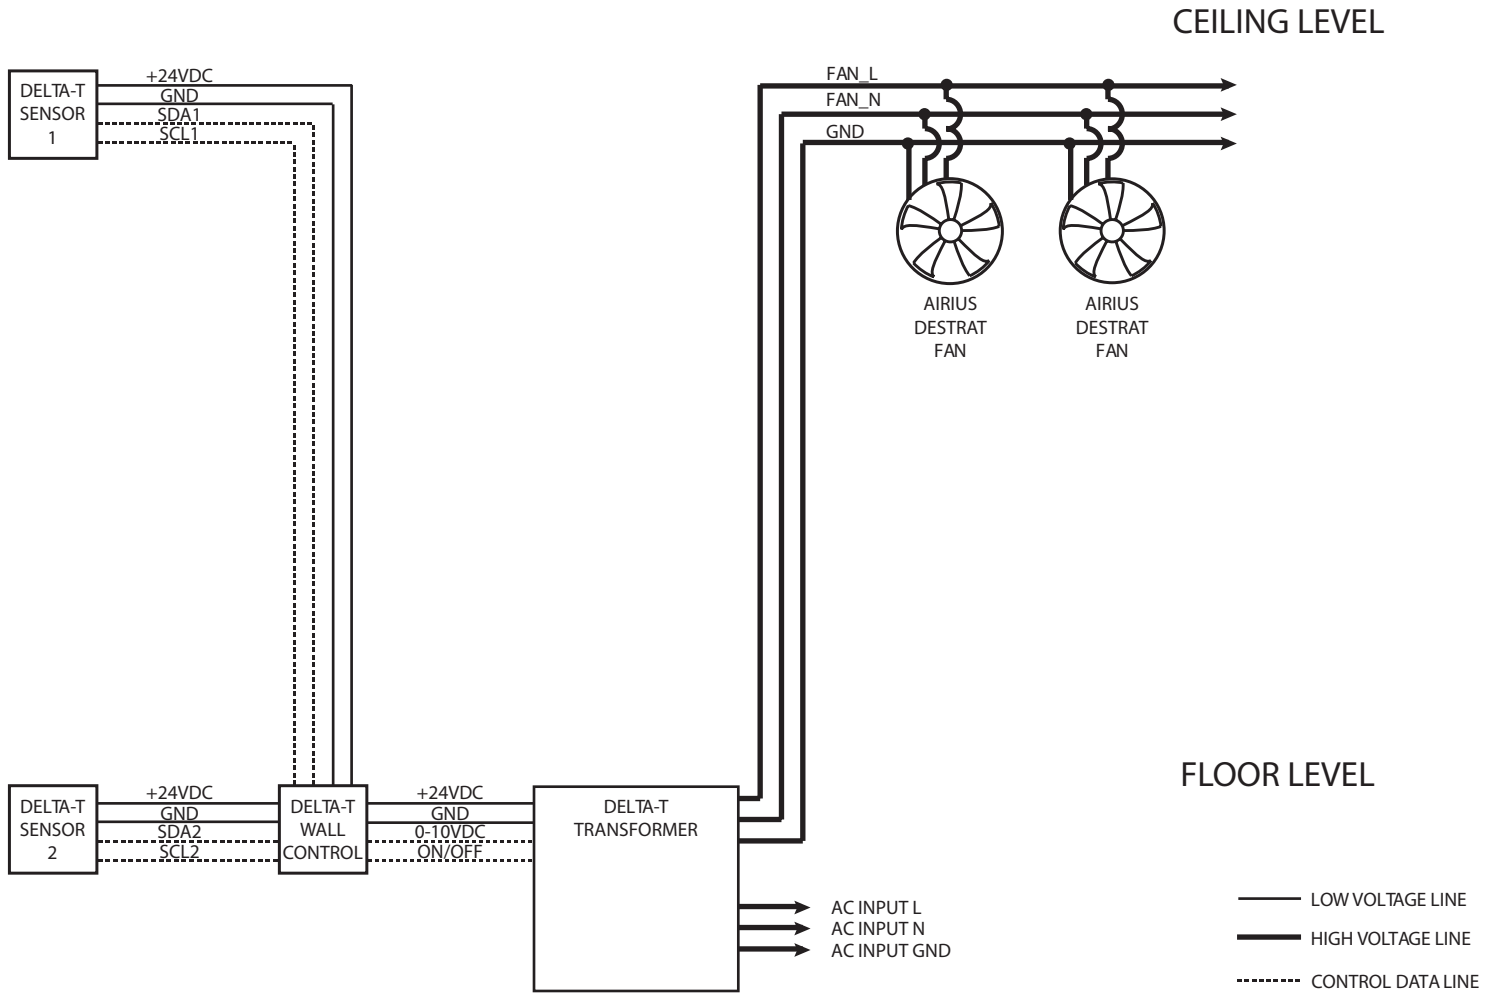 CEILING LEVEL
DELTA-T
SENSOR
1
+24VDC
GND
SDA1
SCL1
FAN_L
FAN_N
GND
AIRIUS
DESTRAT
FAN
AIRIUS
DESTRAT
FAN
FLOOR LEVEL
DELTA-T
SENSOR
2
+24VDC
GND
SDA2
SCL2
DELTA-T
WALL
CONTROL
+24VDC
GND
0-10VDC
ON/OFF
DELTA-T
TRANSFORMER
AC INPUT L
AC INPUT N
AC INPUT GND
LOW VOLTAGE LINE
HIGH VOLTAGE LINE
CONTROL DATA LINE